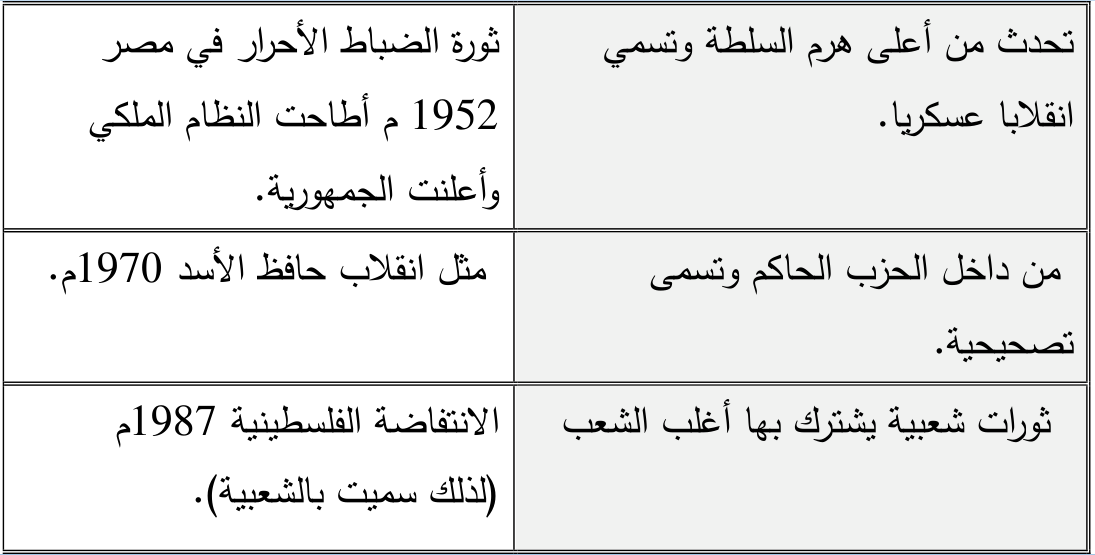 تحدث من أعلى هرم السلطة وتسمي
انقلابا عسكريا.
ثورة الضباط الأحرار في مصر
1952 م أطاحت النظام الملكي
وأعلنت الجمهورية.
من داخل الحزب الحاكم وتسمى
تصحيحية.
مثل انقلاب حافظ الأسد 1970م.
ثورات شعبية يشترك بها أغلب الشعب
الانتفاضة الفلسطينية 1987م
(لذلك سميت بالشعبية).